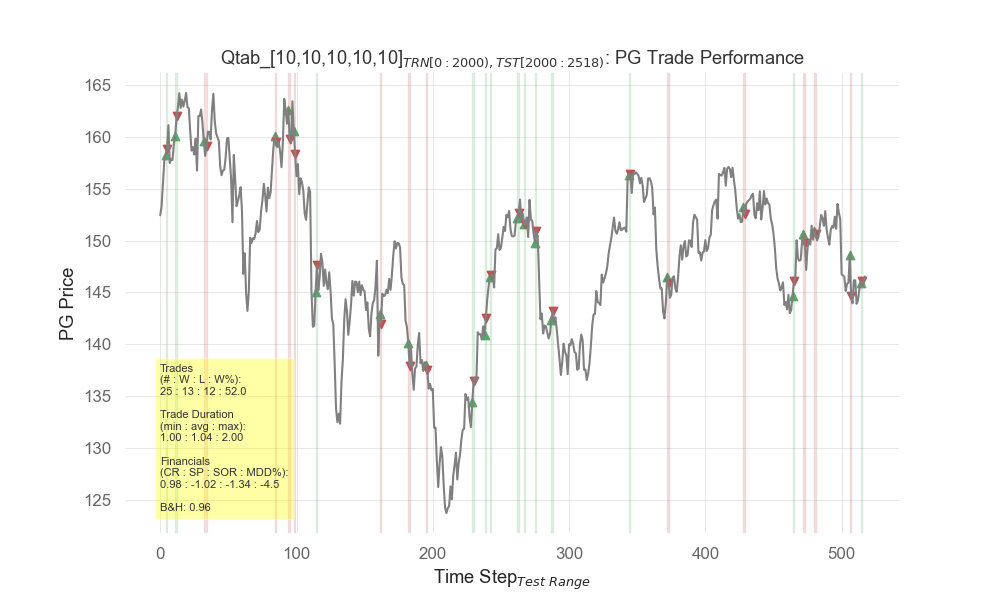 Qtab_[10,10,10,10,10]TRN[0 : 2000), TST[2000 : 2518): PG Trade Performance
165
160
155
150
145
140
135
130
125
PG Price
Trades
(# : W : L : W%):
25 : 13 : 12 : 52.0
Trade Duration
(min : avg : max):
1.00 : 1.04 : 2.00
Financials
(CR : SP : SOR : MDD%):
0.98 : -1.02 : -1.34 : -4.5
B&H: 0.96
0 100 200 300 400 500
Time StepTest Range